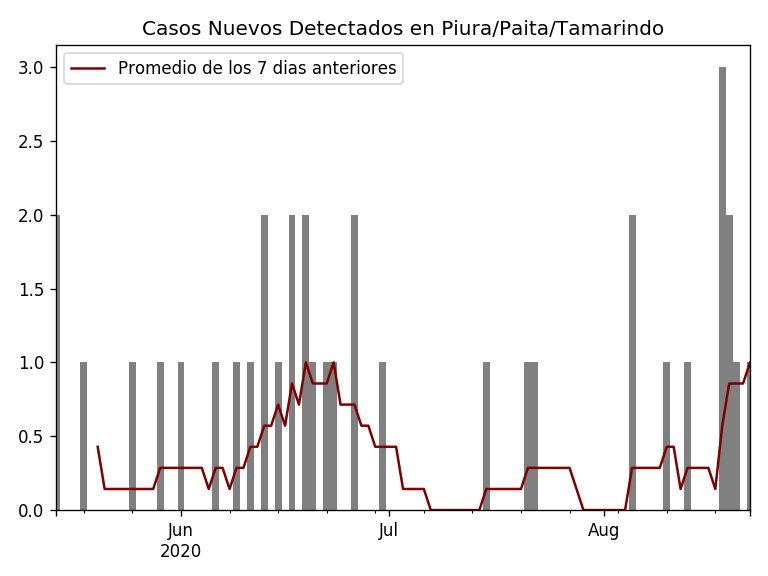 Casos Nuevos Detectados en Piura/Paita/Tamarindo
Promedio de los 7 dias anteriores
3.0
2.5
2.0
1.5
1.0
0.5
0.0
Jun
2020
Jul
Aug